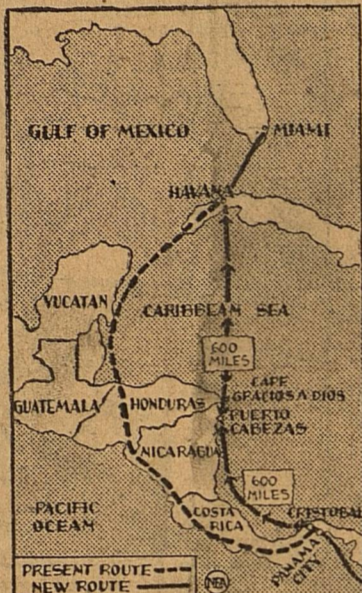 GULF OF MEXICO
MIAMI
HAVANA
YUCATAN
CARIBBEAN SEA
600
MILES
CAPE
GRACIOS A DIOS
GUATEMALA
HONDURAS
PUERTO
CABEZAS
NICARAGUA
600
MILES
PACIFIC
OCEAM
COSTA
RICA
CRISTOBAL
PANAMA
CITY
PRESENT ROUTE
NEW ROUTE
NEA